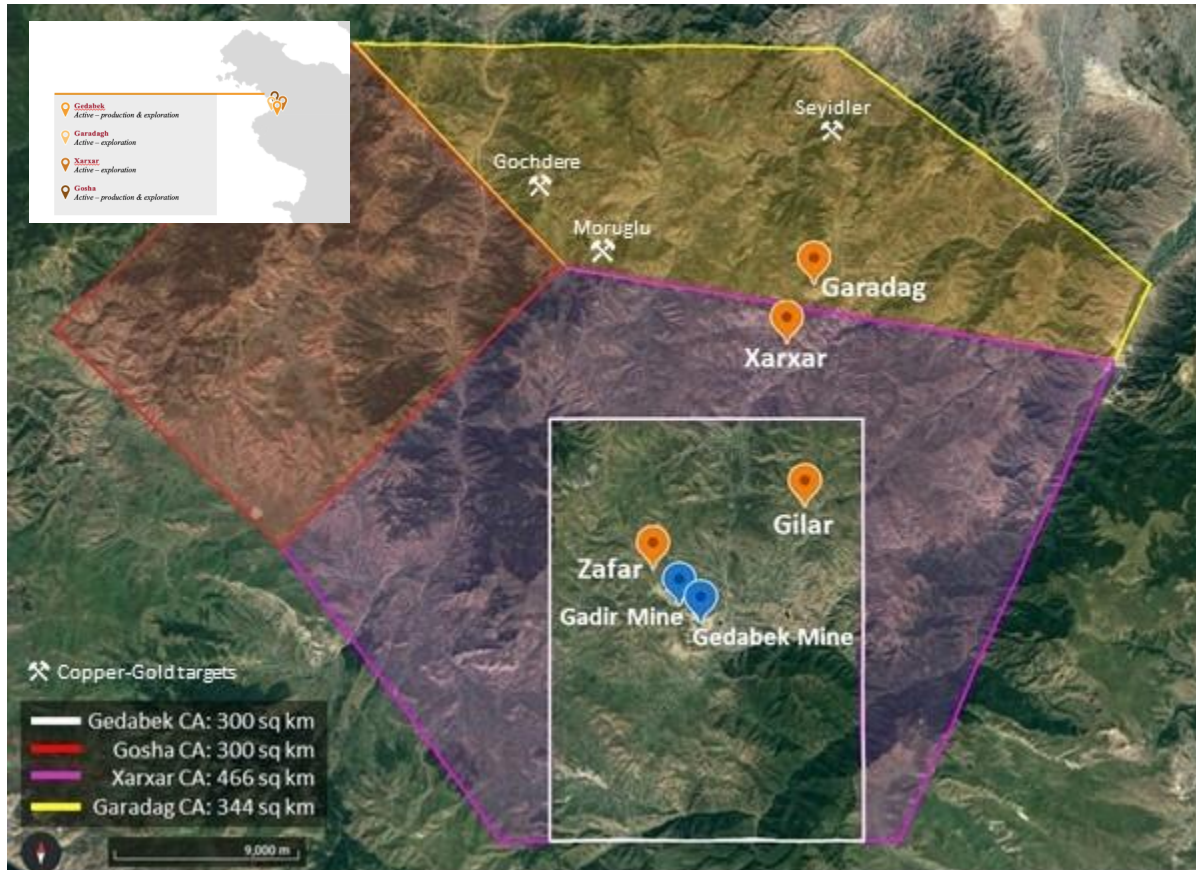 Gedabek
Active – production & exploration
Garadagh
Active – exploration
Xarxar
Active – exploration
Gosha
Active – production & exploration
Seyidler
Gochdere
Moruglu
Garadag
Xarxar
Gilar
Zafar
Gadir Mine
Gedabek Mine
Copper-Gold targets
Gedabek CA: 300 sq km
Gosha CA: 300 sq km
Xarxar CA: 466 sq km
Garadag CA: 344 sq km
9,000 m